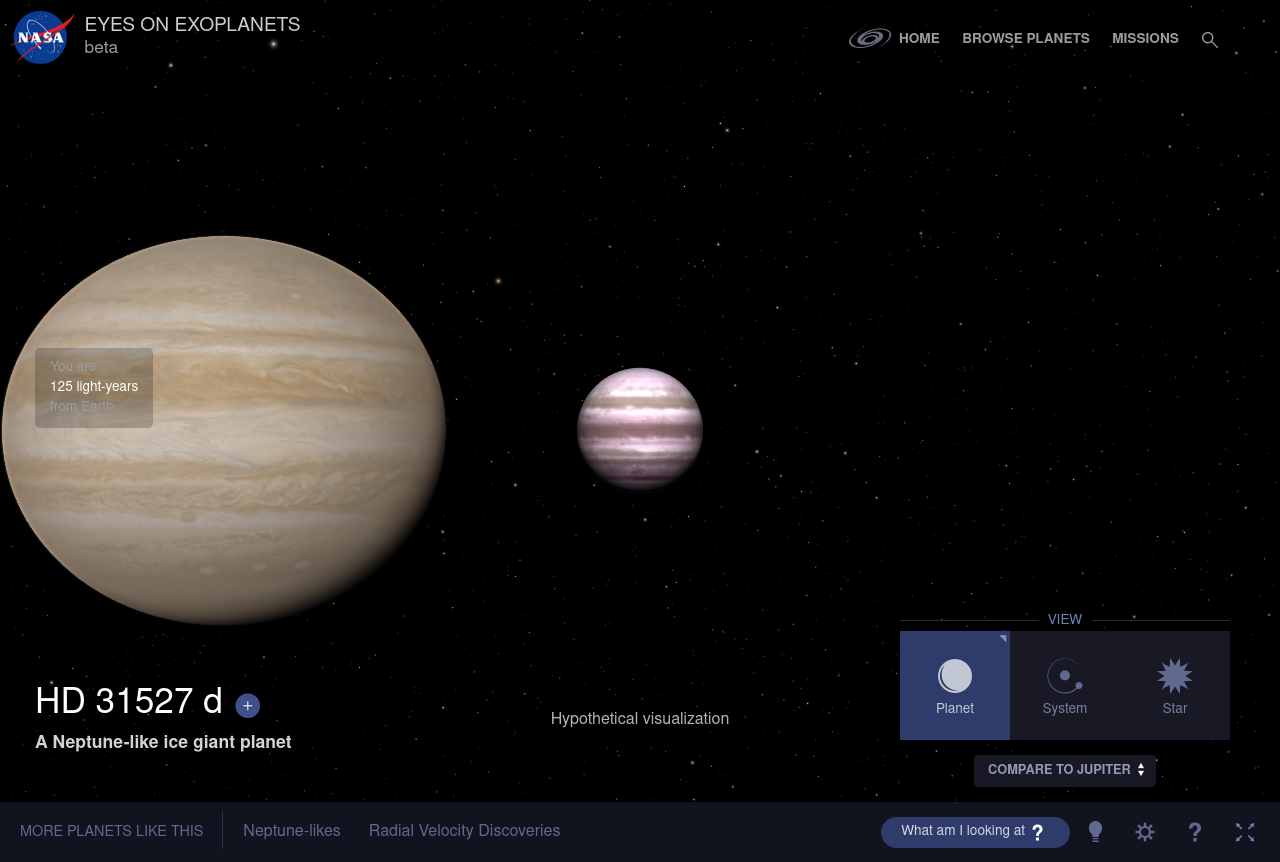 NASA
EYES ON EXOPLANETS
beta
HOME
BROWSE PLANETS
MISSIONS
You are
125 light-years
from Earth
HD 31527 d +
A Neptune-like ice giant planet
Hypothetical visualization
VIEW
Planet
System
Star
COMPARE TO JUPITER
MORE PLANETS LIKE THIS
Neptune-likes
Radial Velocity Discoveries
What am I looking at ?
?